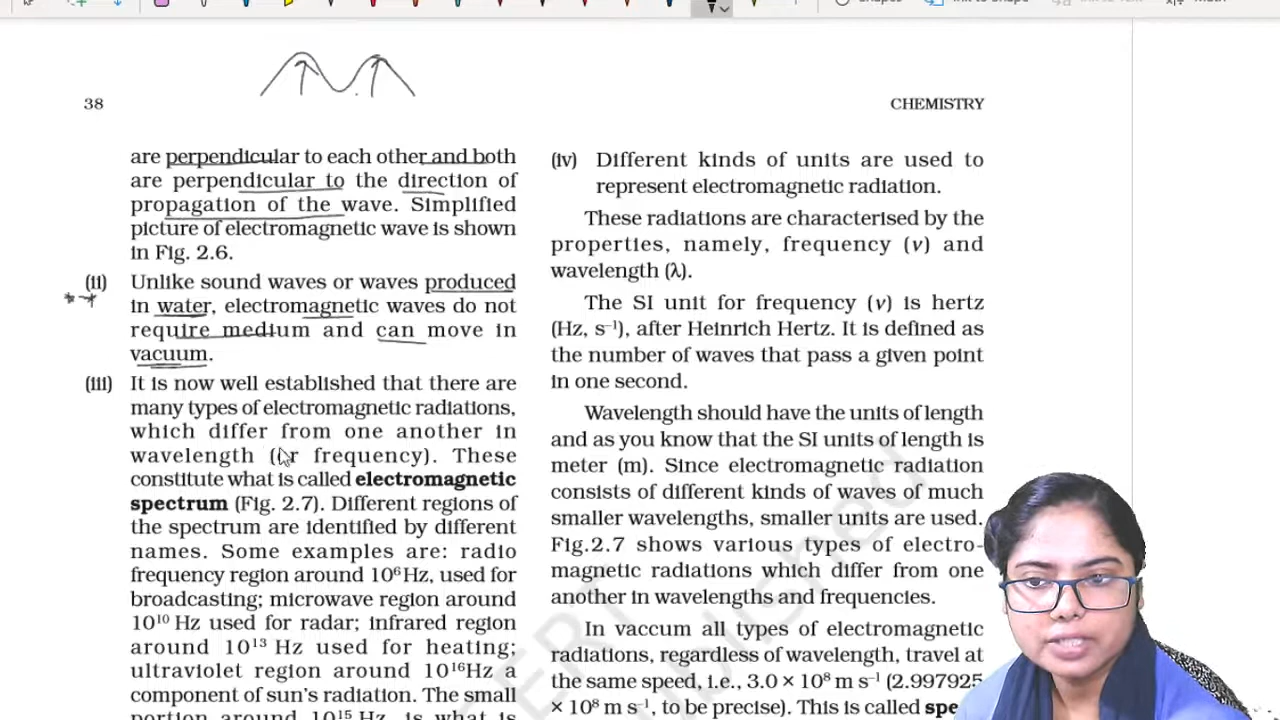 38
CHEMISTRY
are perpendicular to each other and both
are perpendicular to the direction of
propagation of the wave. Simplified
picture of electromagnetic wave is shown
in Fig. 2.6.
(ii) Unlike sound waves or waves produced
in water, electromagnetic waves do not
require medium and can move in
vacuum.
(iii) It is now well established that there are
many types of electromagnetic radiations,
which differ from one another in
wavelength (or frequency). These
constitute what is called electromagnetic
spectrum (Fig. 2.7). Different regions of
the spectrum are identified by different
names. Some examples are: radio
frequency region around 10⁶ Hz, used for
broadcasting; microwave region around
10¹⁰ Hz used for radar; infrared region
around 10¹³ Hz used for heating;
ultraviolet region around 10¹⁶Hz a
component of sun's radiation. The small
portion around 10¹⁵ Hz, is what is
(iv) Different kinds of units are used to
represent electromagnetic radiation.
These radiations are characterised by the
properties, namely, frequency (ν) and
wavelength (λ).
The SI unit for frequency (ν) is hertz
(Hz, s⁻¹), after Heinrich Hertz. It is defined as
the number of waves that pass a given point
in one second.
Wavelength should have the units of length
and as you know that the SI units of length is
meter (m). Since electromagnetic radiation
consists of different kinds of waves of much
smaller wavelengths, smaller units are used.
Fig.2.7 shows various types of electro-
magnetic radiations which differ from one
another in wavelengths and frequencies.
In vaccum all types of electromagnetic
radiations, regardless of wavelength, travel at
the same speed, i.e., 3.0 × 10⁸ m s⁻¹ (2.997925
× 10⁸ m s⁻¹, to be precise). This is called